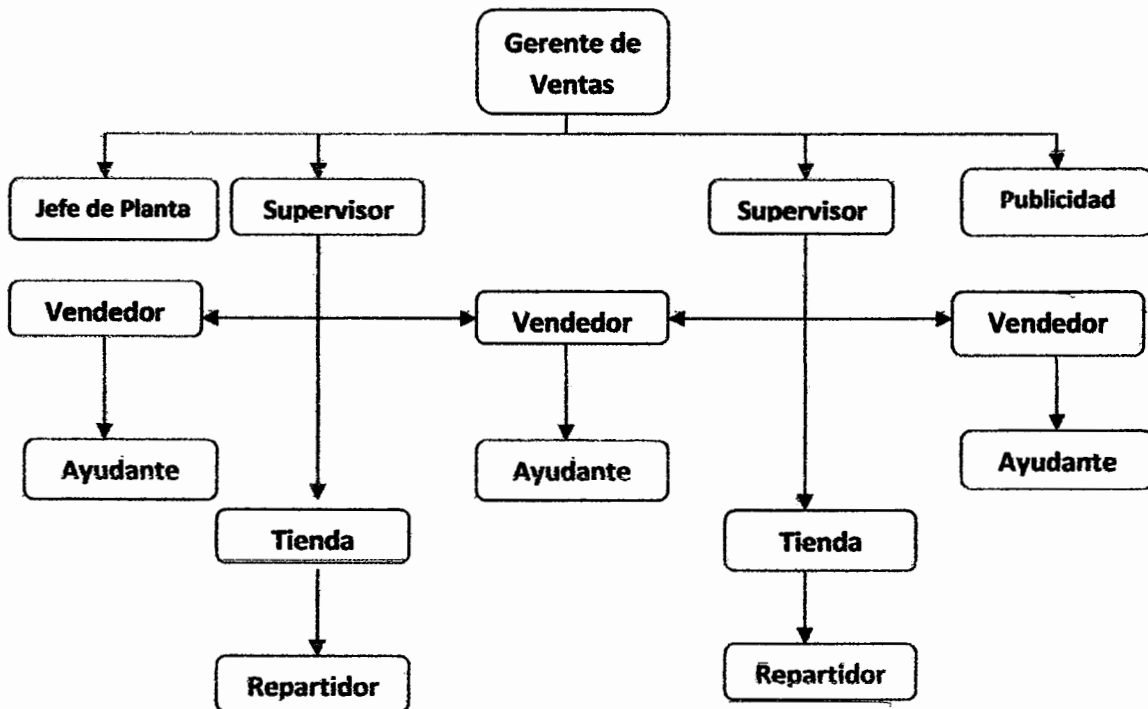 Gerente de
Ventas
Jefe de Planta
Supervisor
Supervisor
Publicidad
Vendedor
Vendedor
Vendedor
Ayudante
Ayudante
Ayudante
Tienda
Tienda
Repartidor
Repartidor